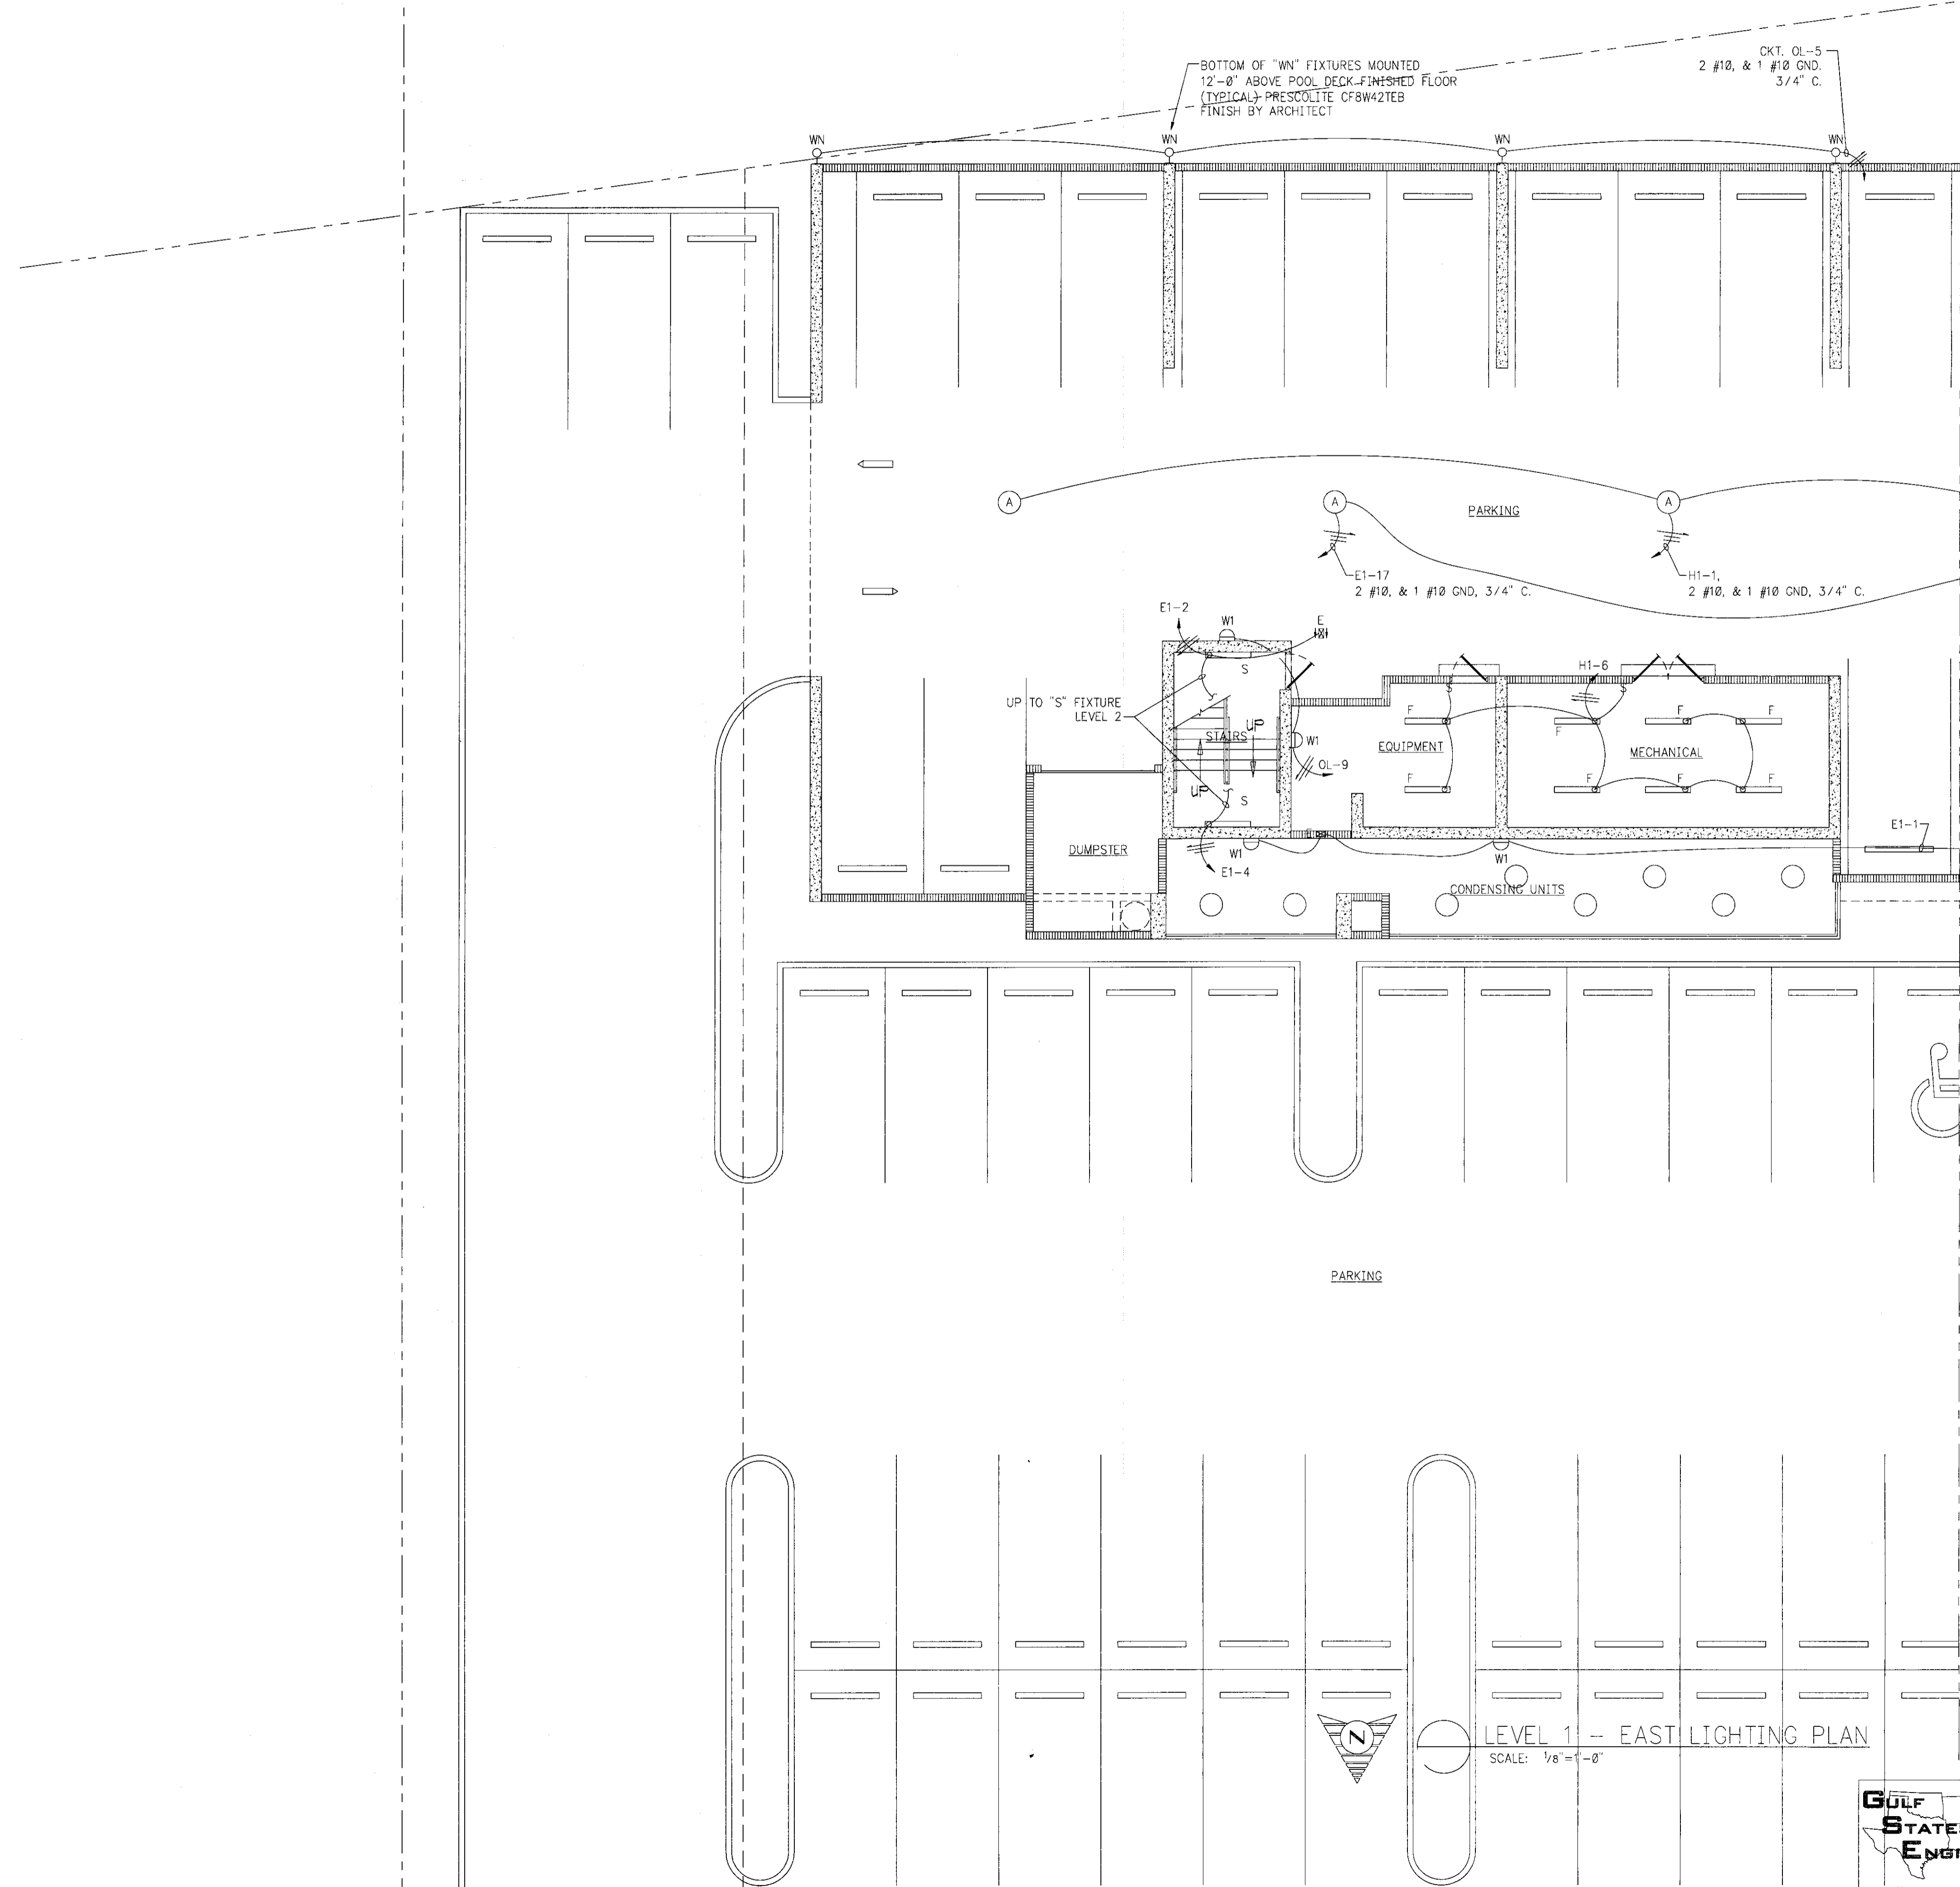 BOTTOM OF "WN" FIXTURES MOUNTED
12'-0" ABOVE POOL DECK FINISHED FLOOR
(TYPICAL) PRESCOLITE CF8W42TEB
FINISH BY ARCHITECT
CKT. OL-5
2 #10, & 1 #10 GND.
3/4" C.
WN
WN
WN
WN
A
A
A
PARKING
E1-17
2 #10, & 1 #10 GND, 3/4" C.
H1-1,
2 #10, & 1 #10 GND, 3/4" C.
E1-2
W1
E
S
H1-6
S
S
UP TO "S" FIXTURE
LEVEL 2
STAIRS
UP
W1
OL-9
UP
S
F
F
F
F
EQUIPMENT
MECHANICAL
F
F
F
F
E1-1
DUMPSTER
W1
E1-4
W1
CONDENSING UNITS
PARKING
N
LEVEL 1 - EAST LIGHTING PLAN
SCALE: 1/8"=1'-0"
GULF
STATE
ENG